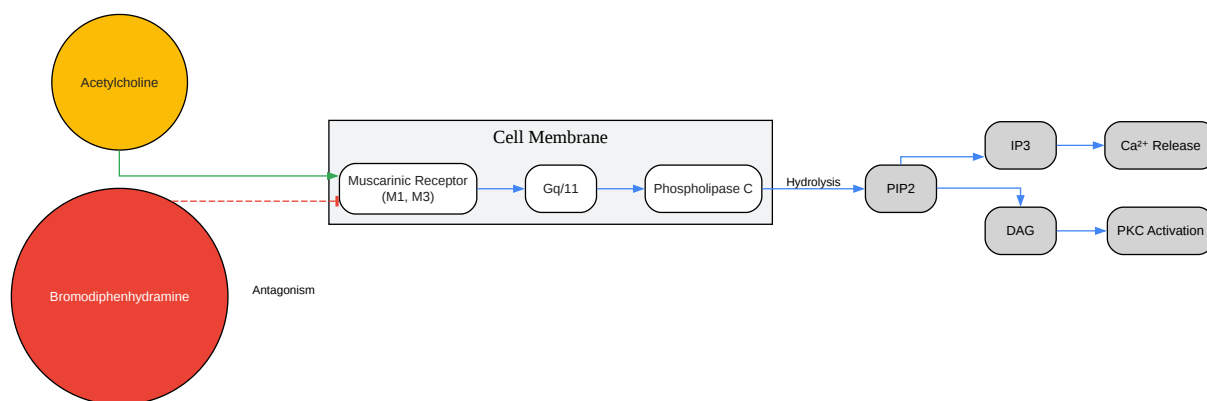 Acetylcholine
Cell Membrane
Muscarinic Receptor
(M1, M3)
Gq/11
Phospholipase C
Hydrolysis
PIP2
IP3
Ca²⁺ Release
DAG
PKC Activation
Bromodiphenhydramine
Antagonism